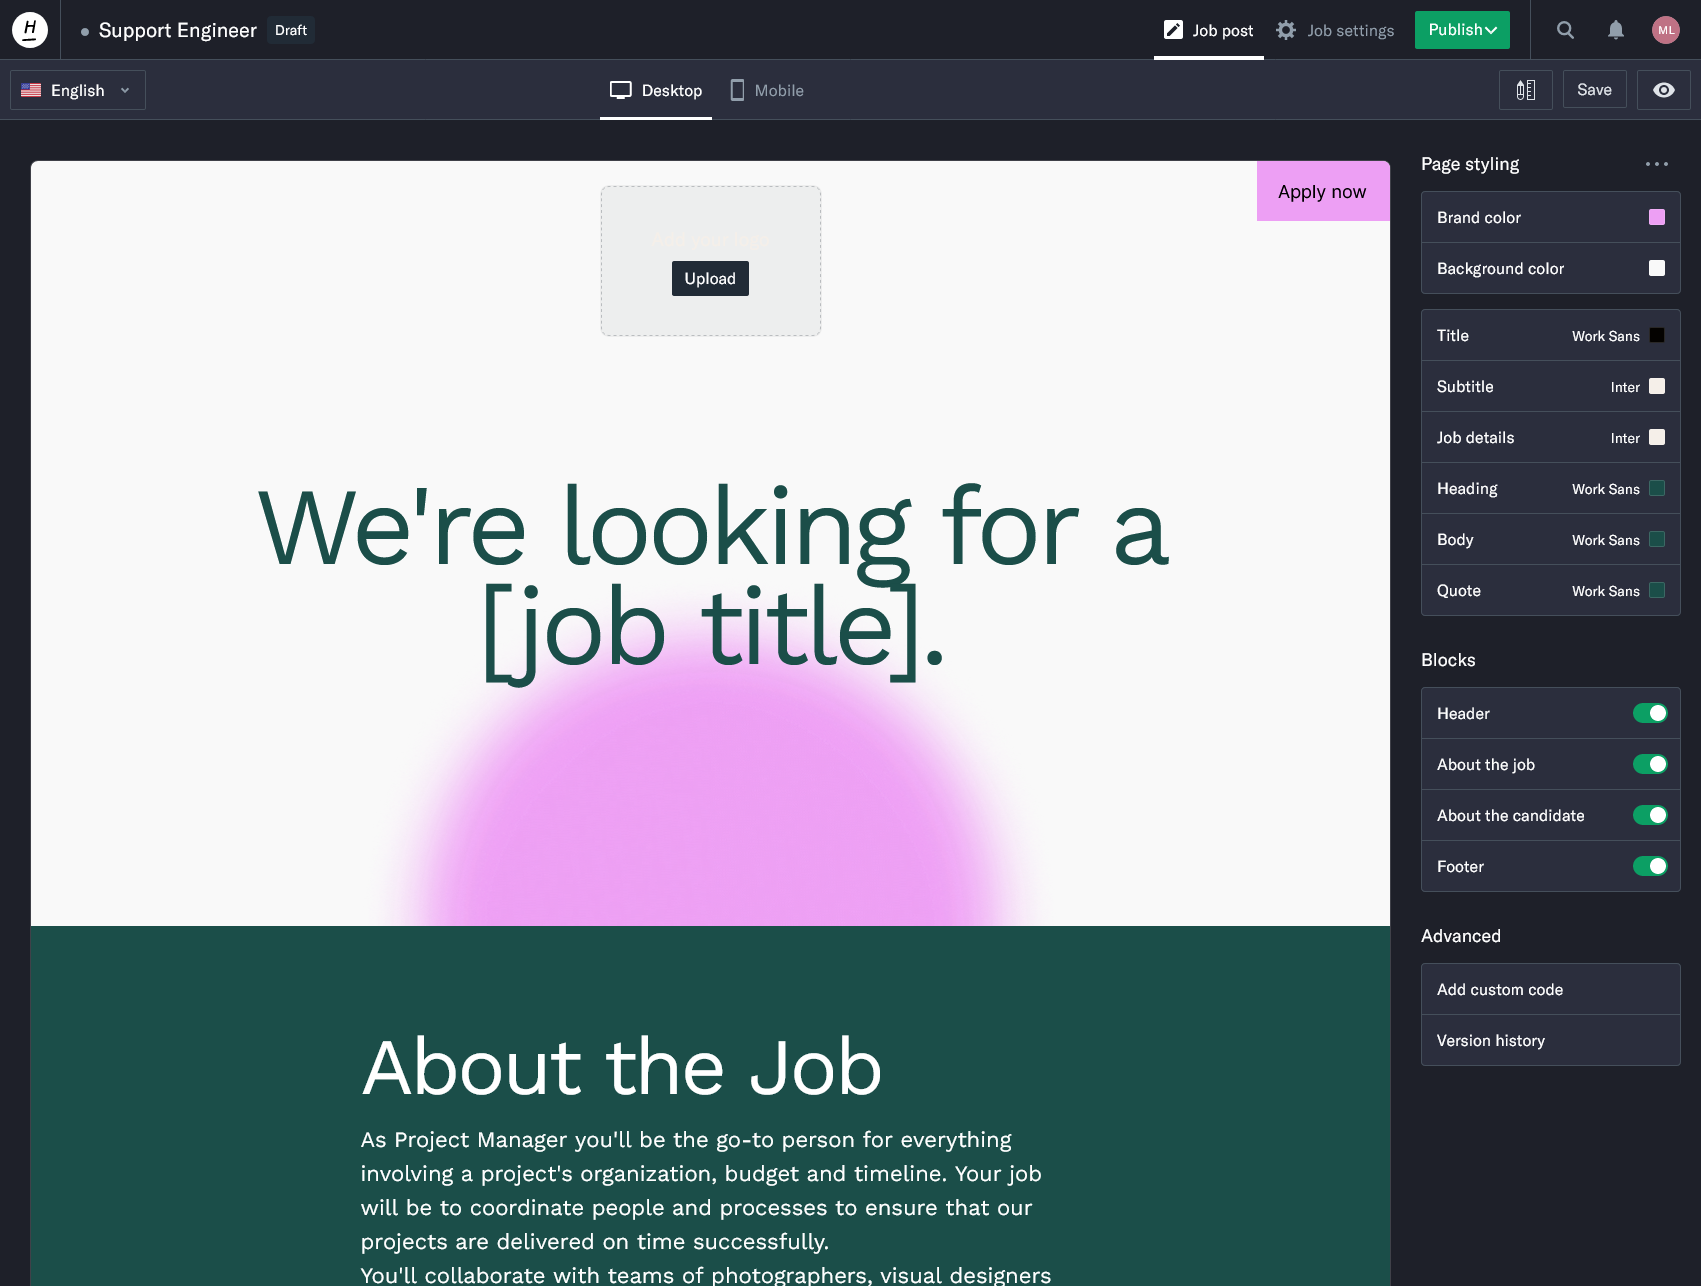 H
Support Engineer
Draft
Job post
Job settings
Publish
ML
English
Desktop
Mobile
Save
Apply now
Add your logo
Upload
We're looking for a
[job title].
About the Job
As Project Manager you'll be the go-to person for everything
involving a project's organization, budget and timeline. Your job
will be to coordinate people and processes to ensure that our
projects are delivered on time successfully.
You'll collaborate with teams of photographers, visual designers
Page styling
Brand color
Background color
Title Work Sans
Subtitle Inter
Job details Inter
Heading Work Sans
Body Work Sans
Quote Work Sans
Blocks
Header
About the job
About the candidate
Footer
Advanced
Add custom code
Version history